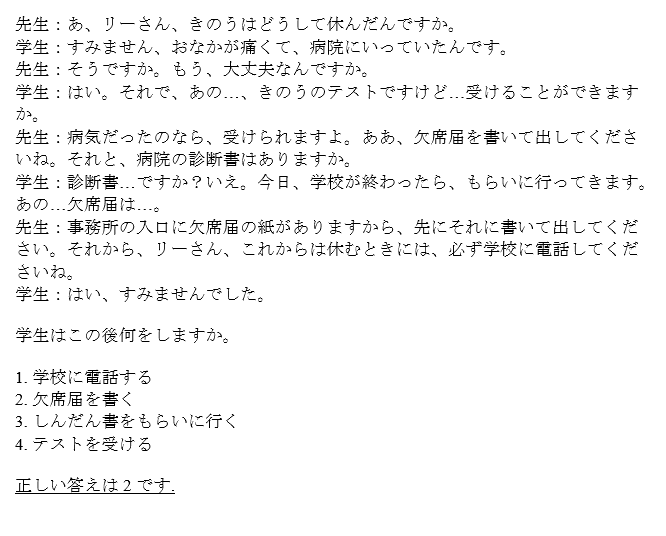 先生：あ、リーさん、きのうはどうして休んだんですか。
学生：すみません、おなかが痛くて、病院にいっていたんです。
先生：そうですか。もう、大丈夫なんですか。
学生：はい。それで、あの…、きのうのテストですけど…受けることができます
か。
先生：病気だったのなら、受けられますよ。ああ、欠席届を書いて出してくださ
いね。それと、病院の診断書はありますか。
学生：診断書…ですか？いえ。今日、学校が終わったら、もらいに行ってきます。
あの…欠席届は…。
先生：事務所の入口に欠席届の紙がありますから、先にそれに書いて出してくだ
さい。それから、リーさん、これからは休むときには、必ず学校に電話してくだ
さいね。
学生：はい、すみませんでした。
学生はこの後何をしますか。
1. 学校に電話する
2. 欠席届を書く
3. しんだん書をもらいに行く
4. テストを受ける
正しい答えは 2 です.